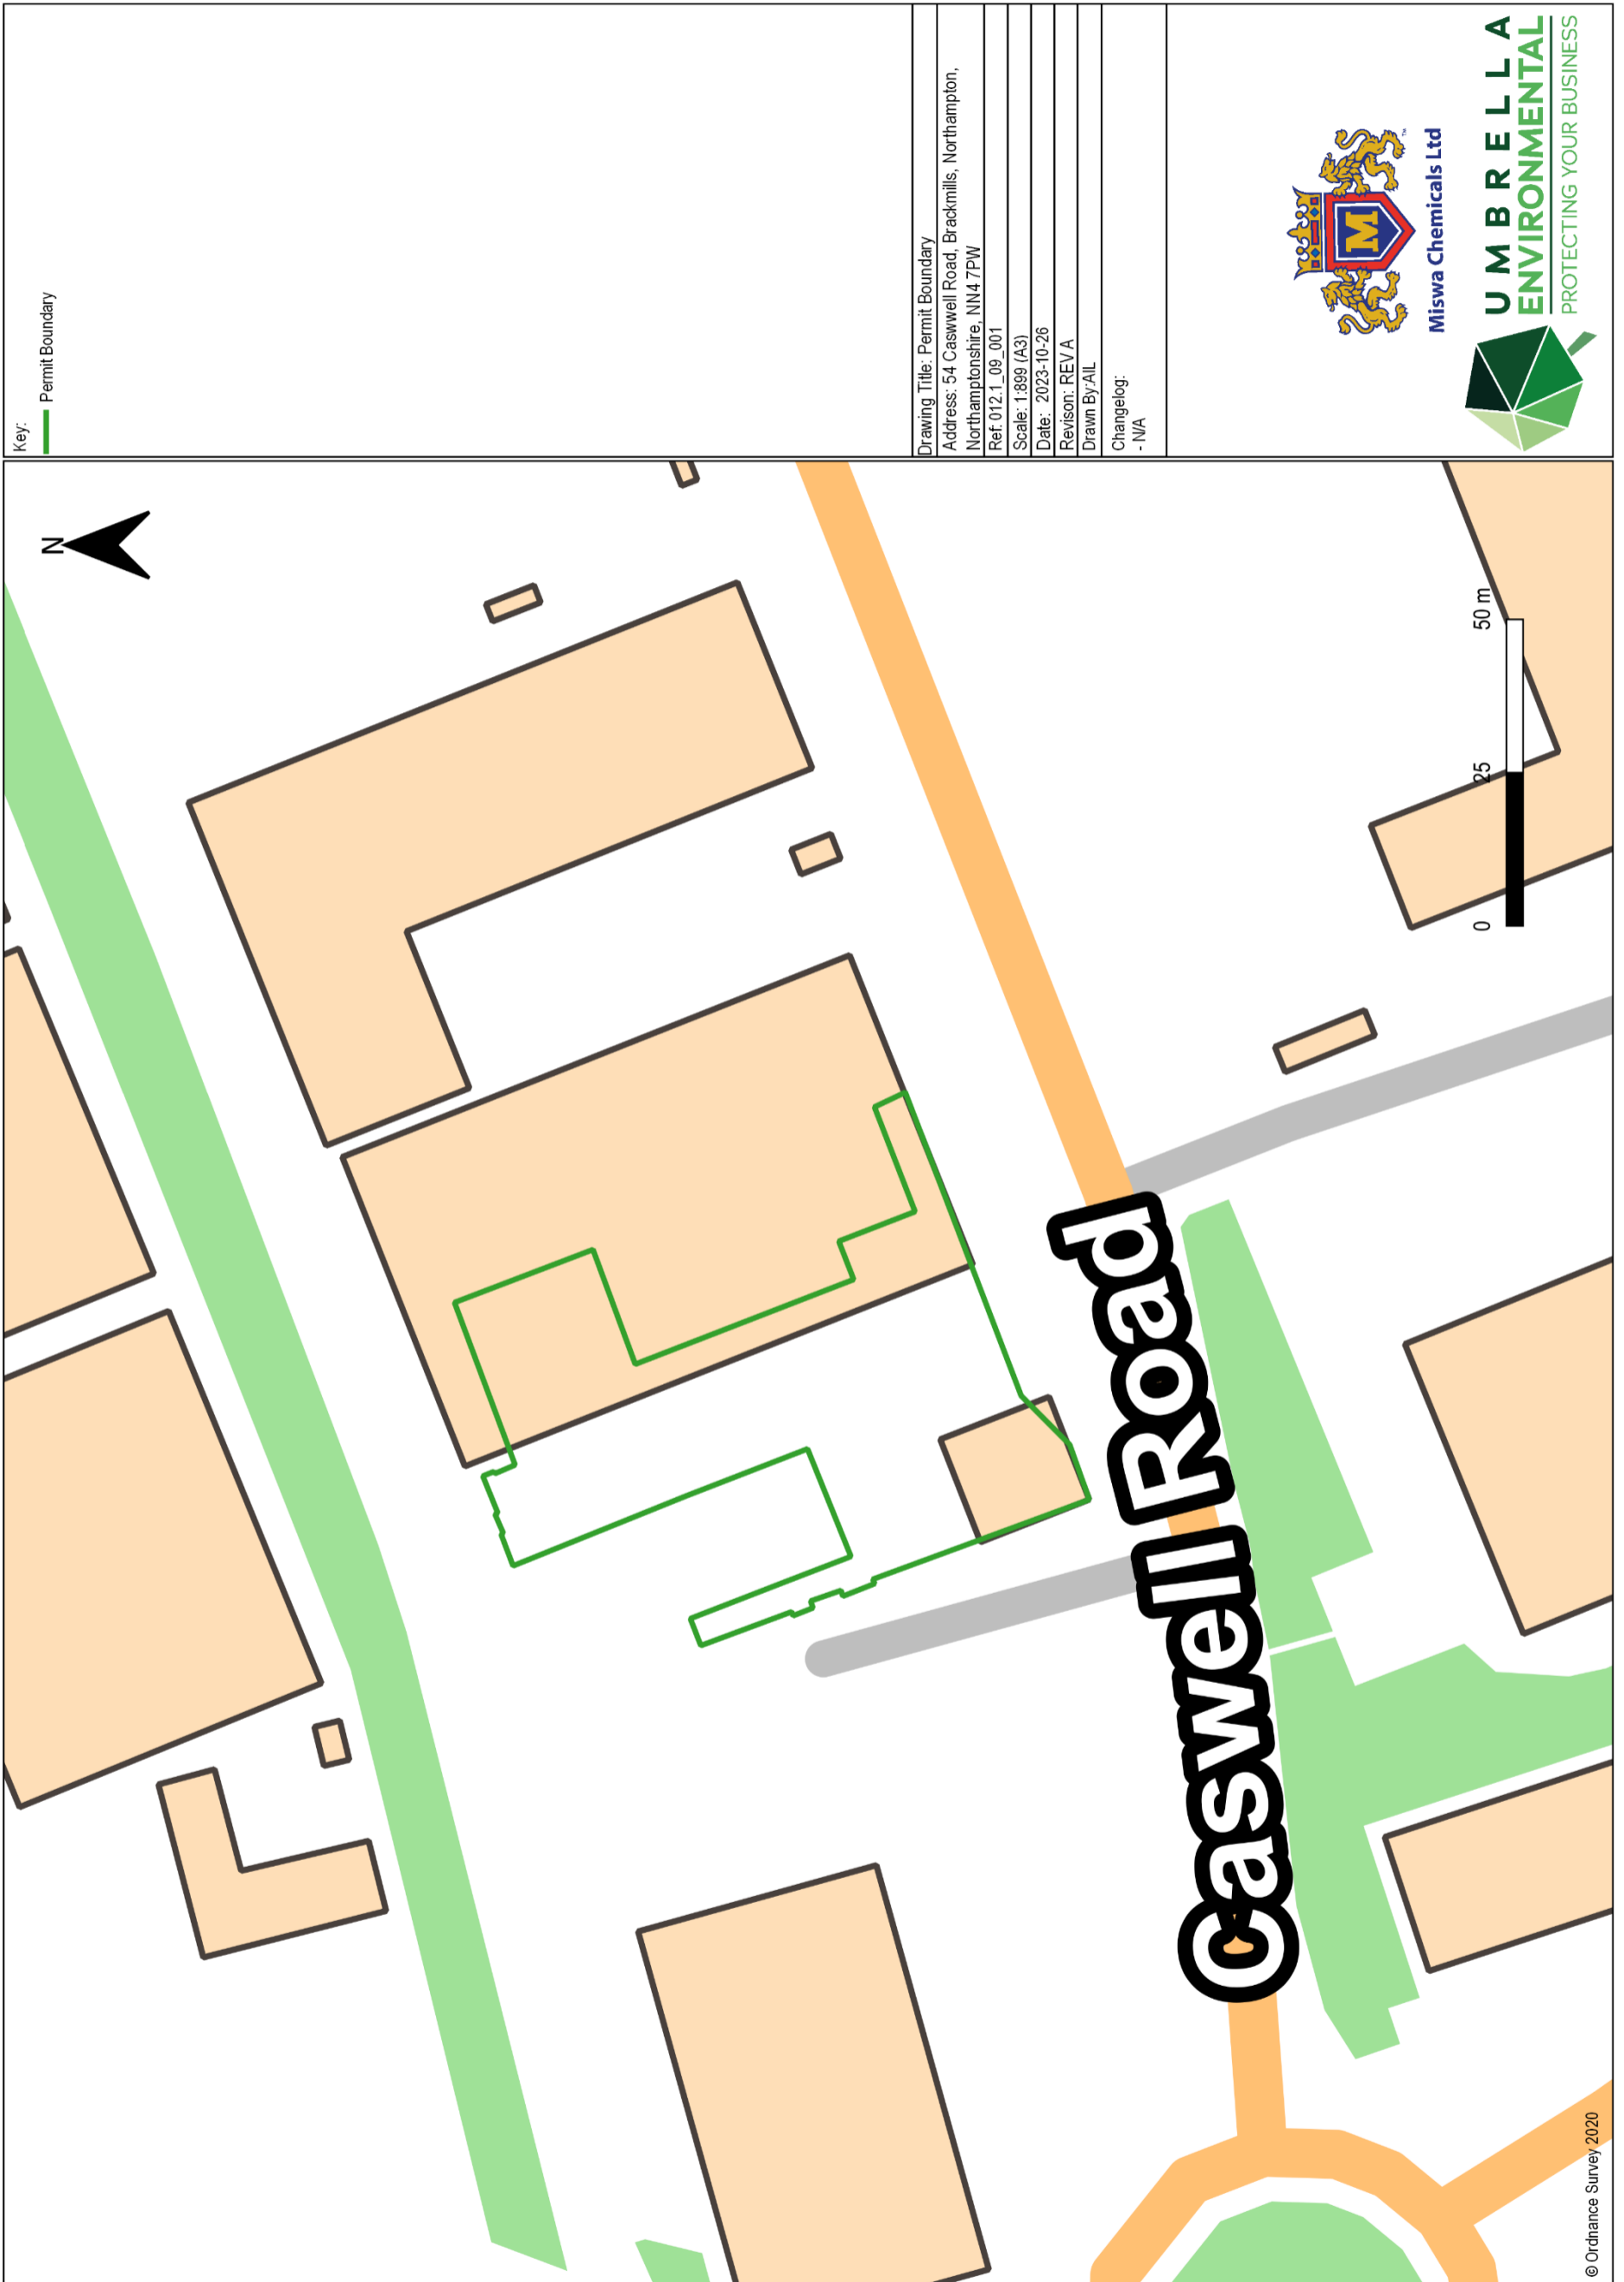 N
Caswell Road
0 25 50 m
© Ordnance Survey 2020
Key:
Permit Boundary
Drawing Title: Permit Boundary
Address: 54 Caswwell Road, Brackmills, Northampton,
Northamptonshire, NN4 7PW
Ref: 012.1_09_001
Scale: 1:899 (A3)
Date: 2023-10-26
Revison: REV A
Drawn By:AIL
Changelog:
- N/A
M
™
Miswa Chemicals Ltd
UMBRELLA
ENVIRONMENTAL
PROTECTING YOUR BUSINESS